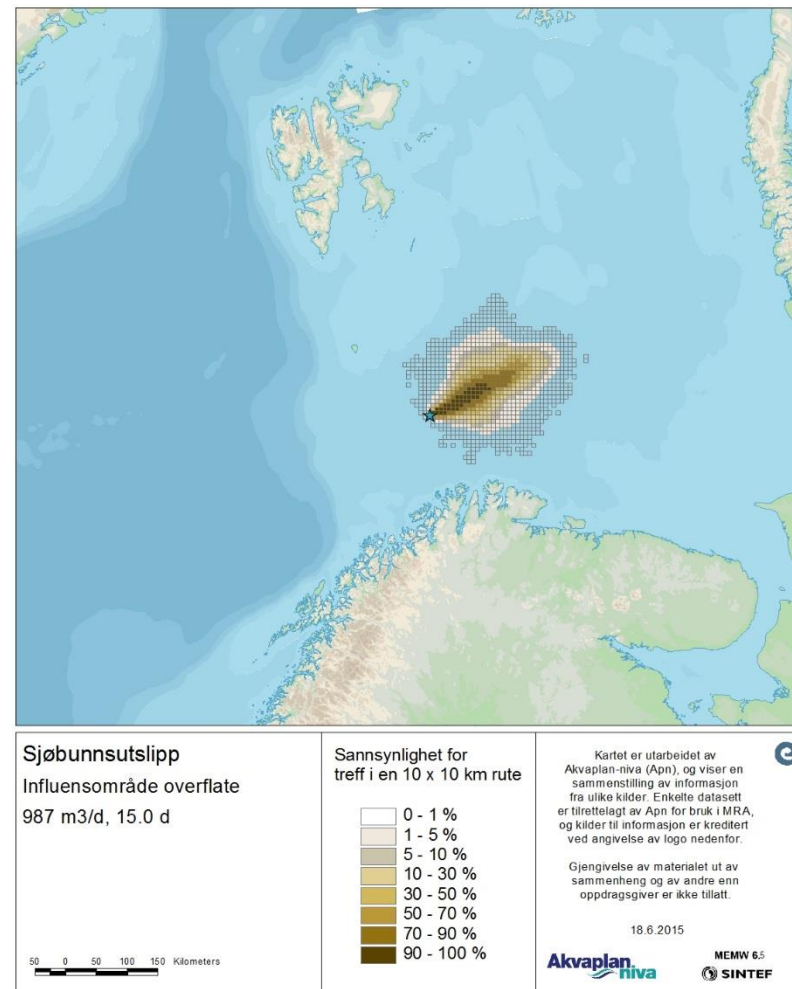 Sjøbunnsutslipp
Influensområde overflate
987 m3/d, 15.0 d
50 0 50 100 150 Kilometers
Sannsynlighet for
treff i en 10 x 10 km rute
0 - 1 %
1 - 5 %
5 - 10 %
10 - 30 %
30 - 50 %
50 - 70 %
70 - 90 %
90 - 100 %
Kartet er utarbeidet av
Akvaplan-niva (Apn), og viser en
sammenstilling av informasjon
fra ulike kilder. Enkelte datasett
er tilrettelagt av Apn for bruk i MRA,
og kilder til informasjon er kreditert
ved angivelse av logo nedenfor.
Gjengivelse av materialet ut av
sammenheng og av andre enn
oppdragsgiver er ikke tillatt.
18.6.2015
Akvaplan
niva
MEMW 6.5
SINTEF